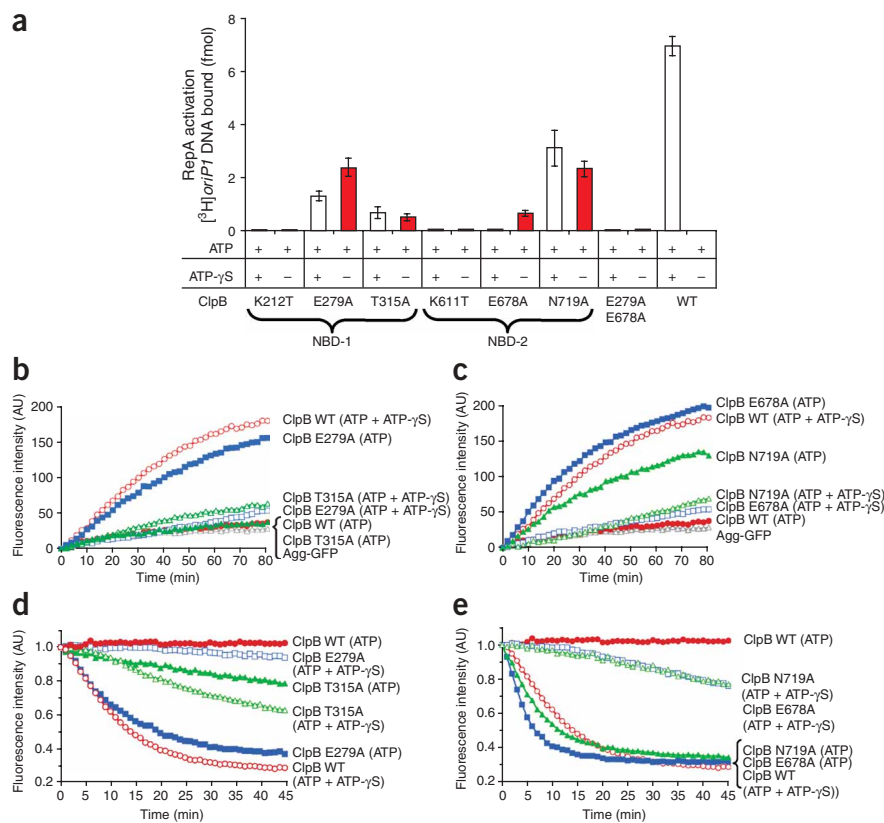 a
RepA activation
[³H]oriP1 DNA bound (fmol)
8
6
4
2
0
ATP + + + + + + + + + + + + + + + +
ATP-γS + – + – + – + – + – + – + – + –
ClpB K212T E279A T315A K611T E678A N719A E279A E678A WT
NBD-1 NBD-2
b
Fluorescence intensity (AU)
200
150
100
50
0
0 10 20 30 40 50 60 70 80
Time (min)
ClpB WT (ATP + ATP-γS)
ClpB E279A (ATP)
ClpB T315A (ATP + ATP-γS)
ClpB E279A (ATP + ATP-γS)
ClpB WT (ATP)
ClpB T315A (ATP)
Agg-GFP
c
Fluorescence intensity (AU)
200
150
100
50
0
0 10 20 30 40 50 60 70 80
Time (min)
ClpB E678A (ATP)
ClpB WT (ATP + ATP-γS)
ClpB N719A (ATP)
ClpB N719A (ATP + ATP-γS)
ClpB E678A (ATP + ATP-γS)
ClpB WT (ATP)
Agg-GFP
d
Fluorescence intensity (AU)
1.0
0.8
0.6
0.4
0.2
0 5 10 15 20 25 30 35 40 45
Time (min)
ClpB WT (ATP)
ClpB E279A
(ATP + ATP-γS)
ClpB T315A (ATP)
ClpB T315A
(ATP + ATP-γS)
ClpB E279A (ATP)
ClpB WT
(ATP + ATP-γS)
e
Fluorescence intensity (AU)
1.0
0.8
0.6
0.4
0.2
0 5 10 15 20 25 30 35 40 45
Time (min)
ClpB WT (ATP)
ClpB N719A
(ATP + ATP-γS)
ClpB E678A
(ATP + ATP-γS)
ClpB N719A (ATP)
ClpB E678A (ATP)
ClpB WT
(ATP + ATP-γS))